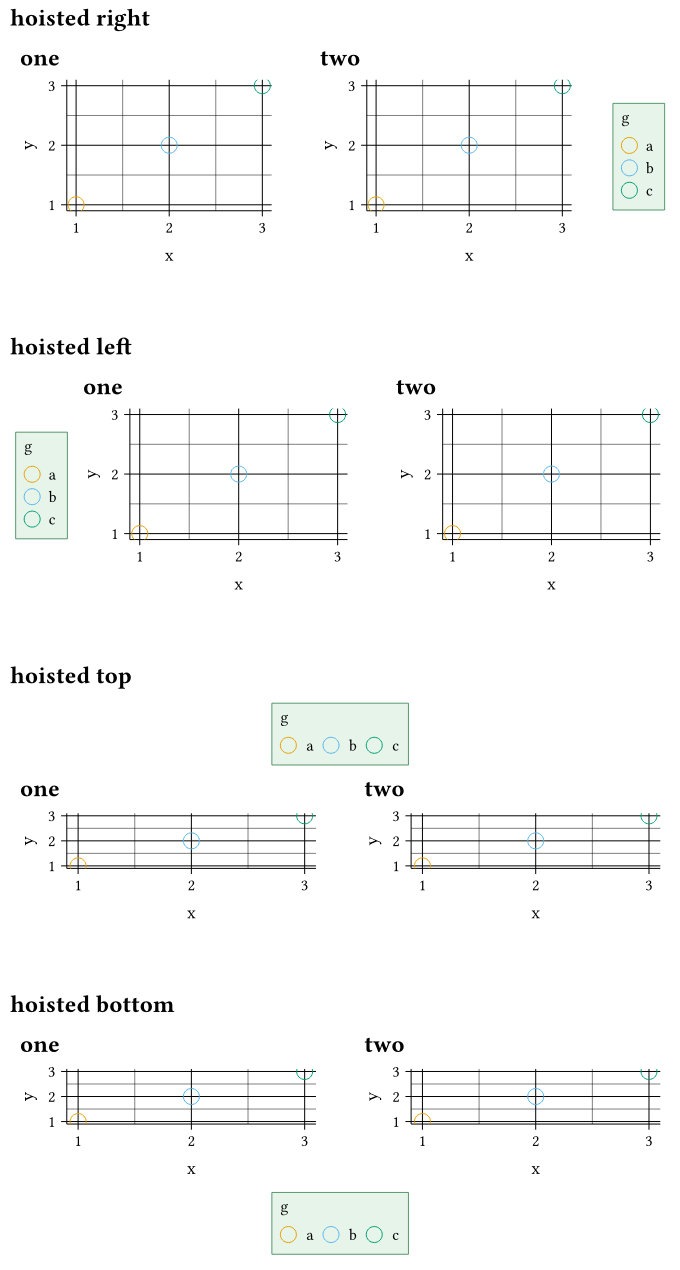 hoisted right
one two
3 3
g
y 2 y 2 a
b
c
1 1
1 2 3 1 2 3
x x
hoisted left
one two
3 3
g
y 2 y 2
a
b
c
1 1
1 2 3 1 2 3
x x
hoisted top
g
a b c
one two
3 3
y 2 y 2
1 1
1 2 3 1 2 3
x x
hoisted bottom
one two
3 3
y 2 y 2
1 1
1 2 3 1 2 3
x x
g
a b c